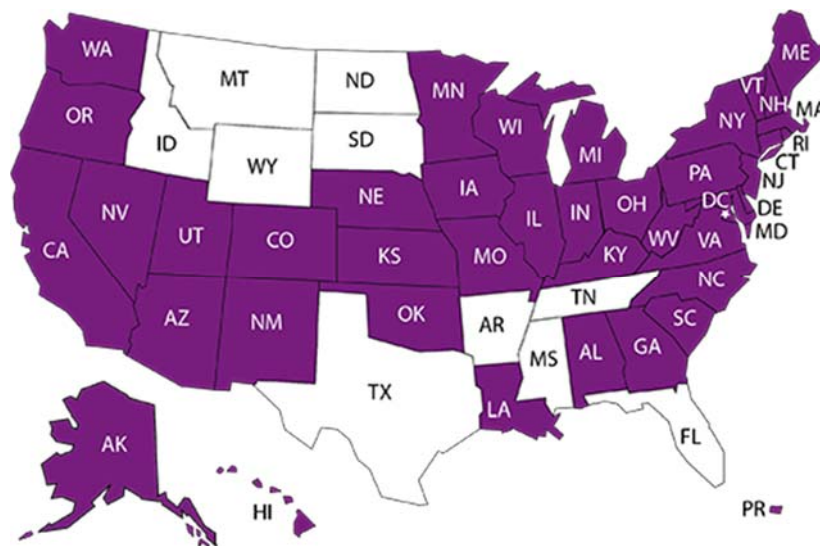 WA
MT
ND
MN
ME
VT
NH
MA
OR
ID
SD
WI
NY
WY
MI
RI
CT
PA
NJ
NE
IA
NV
UT
CO
IL
IN
OH
DC
DE
MD
CA
KS
MO
WV
VA
KY
NC
AZ
NM
OK
AR
TN
SC
MS
AL
GA
TX
LA
FL
AK
HI
PR